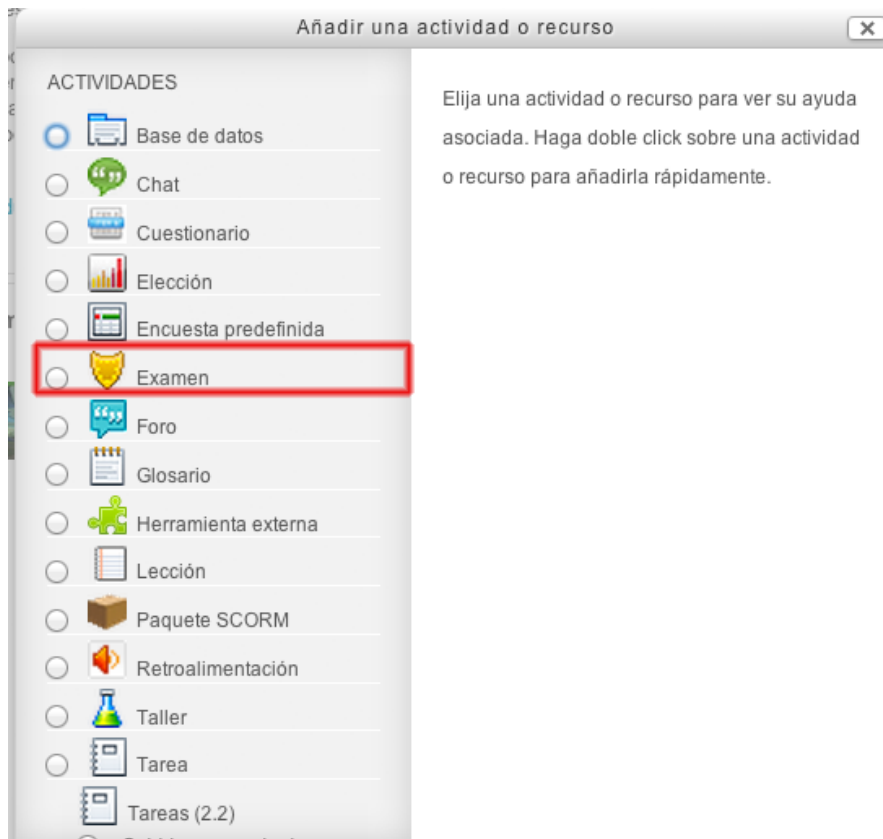 Añadir una actividad o recurso
ACTIVIDADES
Base de datos
Chat
Cuestionario
Elección
Encuesta predefinida
Examen
Foro
Glosario
Herramienta externa
Lección
Paquete SCORM
Retroalimentación
Taller
Tarea
Tareas (2.2)
Elija una actividad o recurso para ver su ayuda
asociada. Haga doble click sobre una actividad
o recurso para añadirla rápidamente.